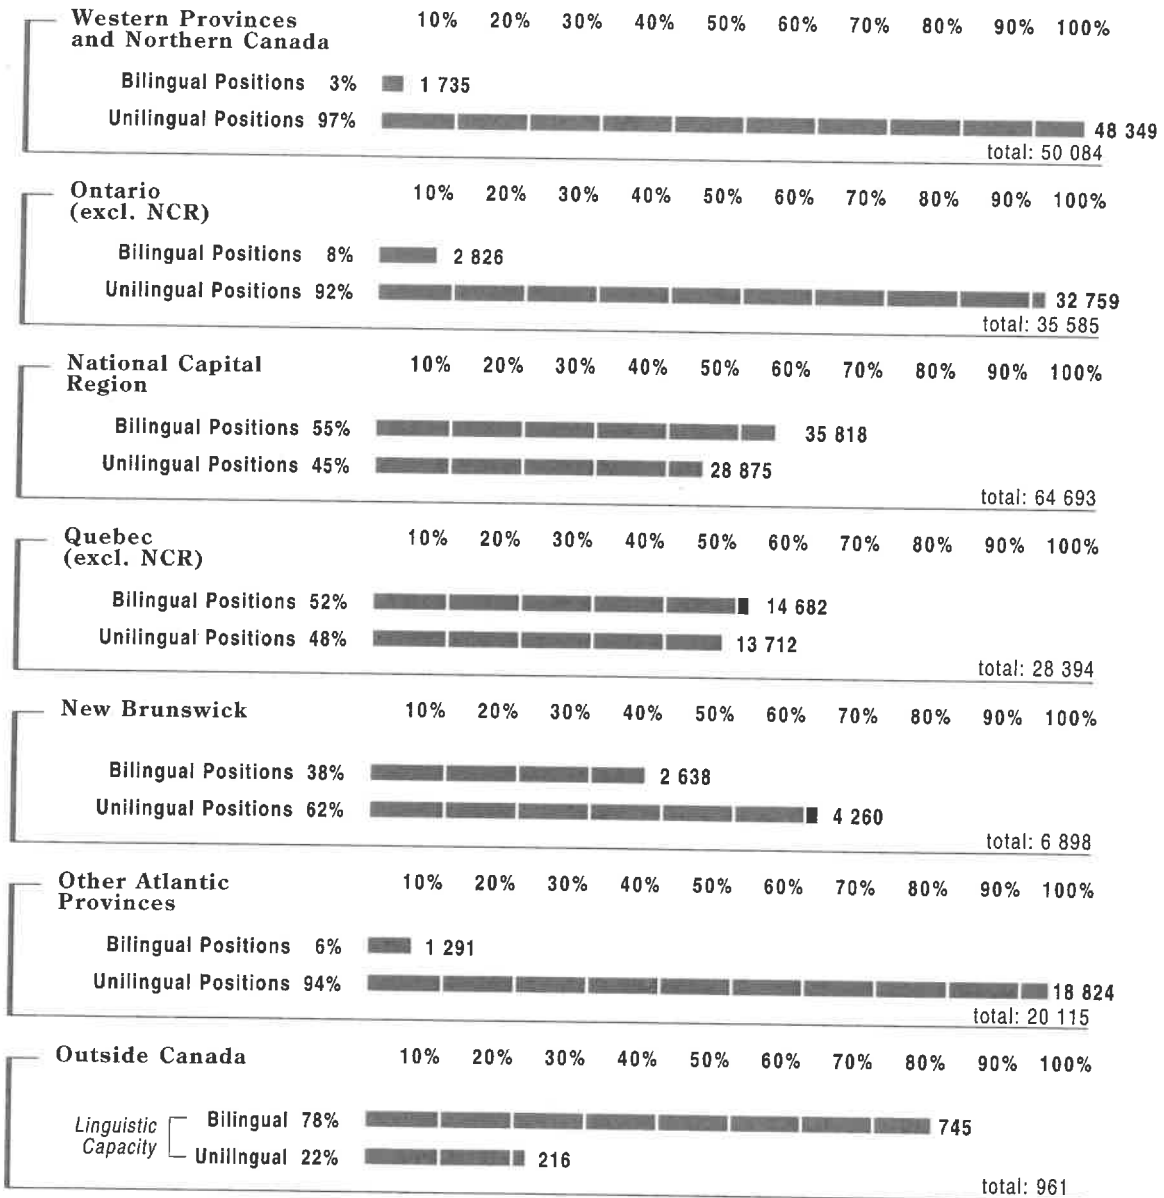 Western Provinces 10% 20% 30% 40% 50% 60% 70% 80% 90% 100%
and Northern Canada
Bilingual Positions 3% 1 735
Unilingual Positions 97% 48 349
total: 50 084
Ontario 10% 20% 30% 40% 50% 60% 70% 80% 90% 100%
(excl. NCR)
Bilingual Positions 8% 2 826
Unilingual Positions 92% 32 759
total: 35 585
National Capital 10% 20% 30% 40% 50% 60% 70% 80% 90% 100%
Region
Bilingual Positions 55% 35 818
Unilingual Positions 45% 28 875
total: 64 693
Quebec 10% 20% 30% 40% 50% 60% 70% 80% 90% 100%
(excl. NCR)
Bilingual Positions 52% 14 682
Unilingual Positions 48% 13 712
total: 28 394
New Brunswick 10% 20% 30% 40% 50% 60% 70% 80% 90% 100%
Bilingual Positions 38% 2 638
Unilingual Positions 62% 4 260
total: 6 898
Other Atlantic 10% 20% 30% 40% 50% 60% 70% 80% 90% 100%
Provinces
Bilingual Positions 6% 1 291
Unilingual Positions 94% 18 824
total: 20 115
Outside Canada 10% 20% 30% 40% 50% 60% 70% 80% 90% 100%
Linguistic Capacity
Bilingual 78% 745
Unilingual 22% 216
total: 961